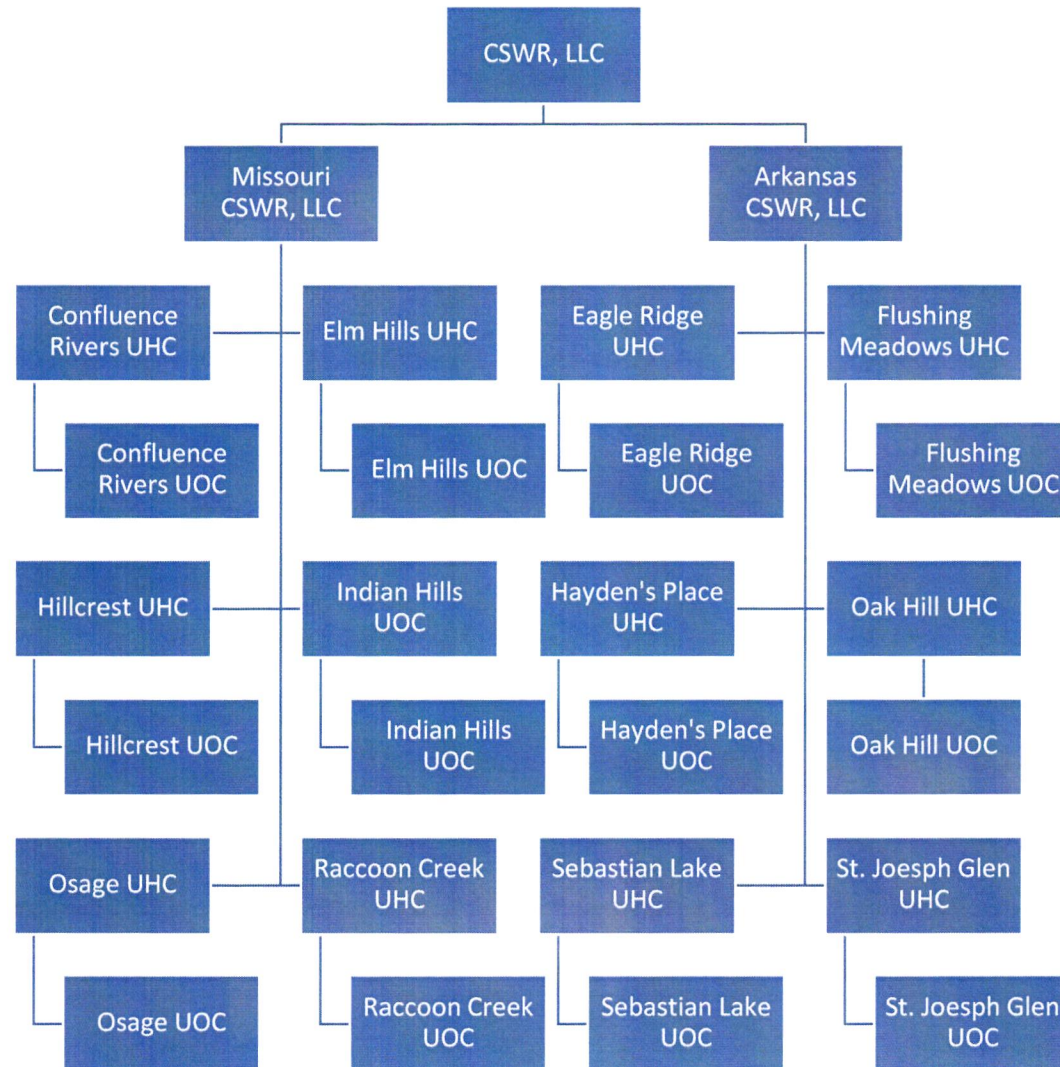 CSWR, LLC
Missouri
CSWR, LLC
Arkansas
CSWR, LLC
Confluence
Rivers UHC
Elm Hills UHC
Eagle Ridge
UHC
Flushing
Meadows UHC
Confluence
Rivers UOC
Elm Hills UOC
Eagle Ridge
UOC
Flushing
Meadows UOC
Hillcrest UHC
Indian Hills
UOC
Hayden's Place
UHC
Oak Hill UHC
Hillcrest UOC
Indian Hills
UOC
Hayden's Place
UOC
Oak Hill UOC
Osage UHC
Raccoon Creek
UHC
Sebastian Lake
UHC
St. Joesph Glen
UHC
Osage UOC
Raccoon Creek
UOC
Sebastian Lake
UOC
St. Joesph Glen
UOC